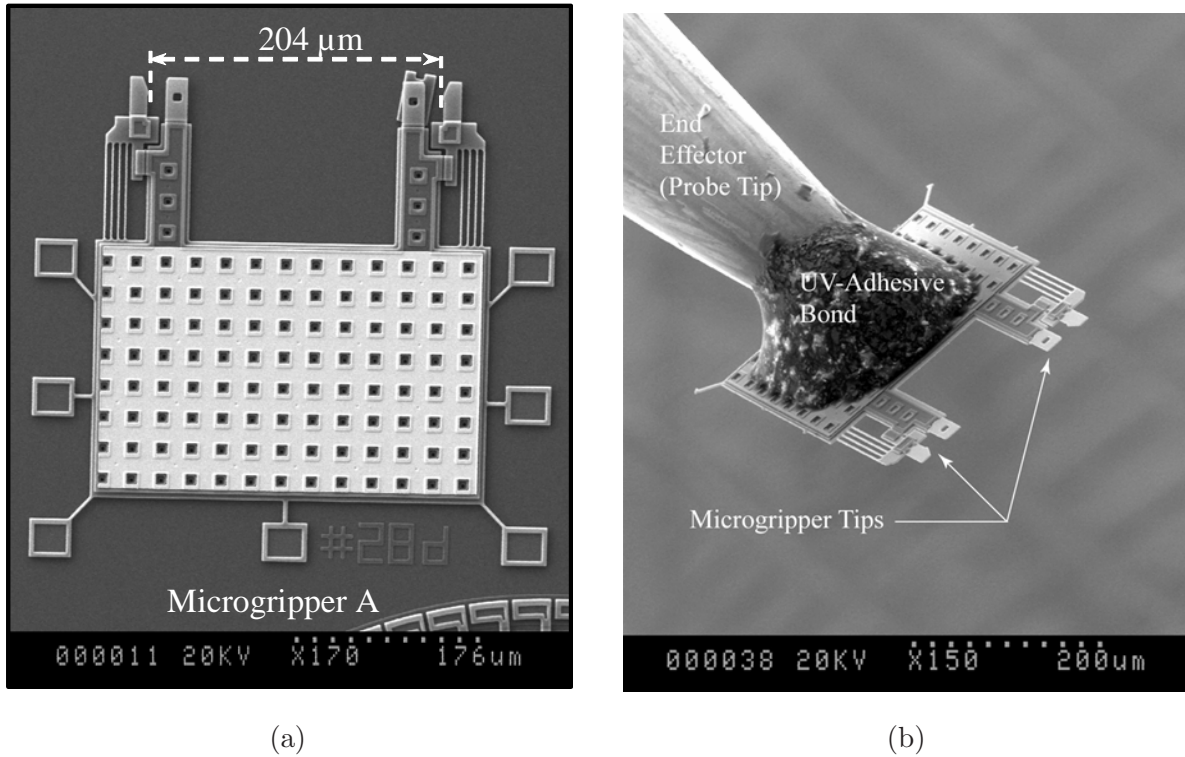 204 µm
#28d
Microgripper A
000011 20KV X170 176um
(a)
End
Effector
(Probe Tip)
UV-Adhesive
Bond
Microgripper Tips
000038 20KV X150 200um
(b)